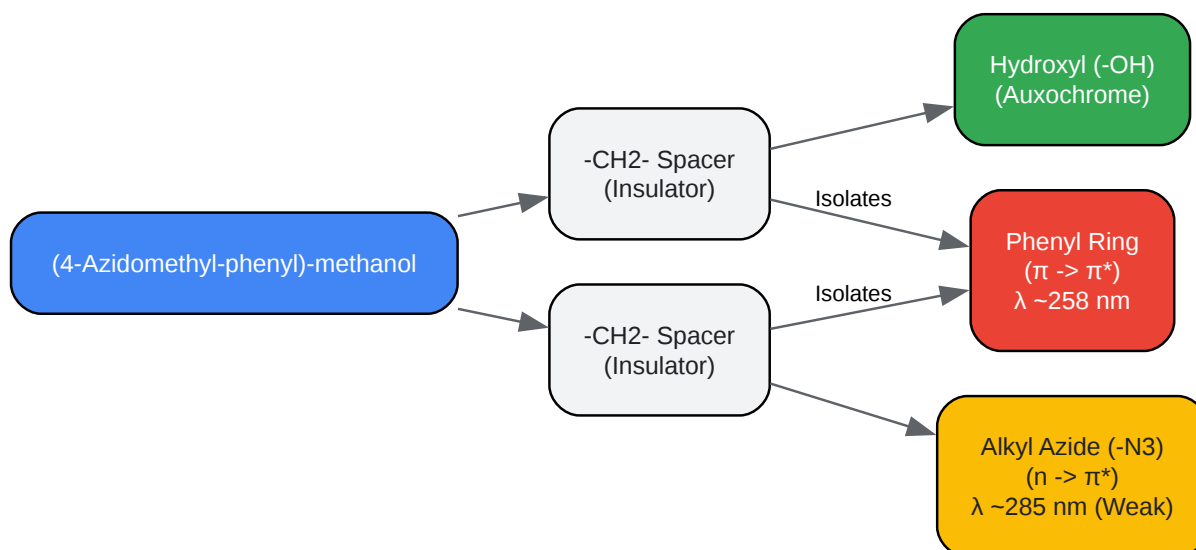 (4-Azidomethyl-phenyl)-methanol
-CH2- Spacer
(Insulator)
-CH2- Spacer
(Insulator)
Isolates
Isolates
Hydroxyl (-OH)
(Auxochrome)
Phenyl Ring
(π -> π*)
λ ~258 nm
Alkyl Azide (-N3)
(n -> π*)
λ ~285 nm (Weak)